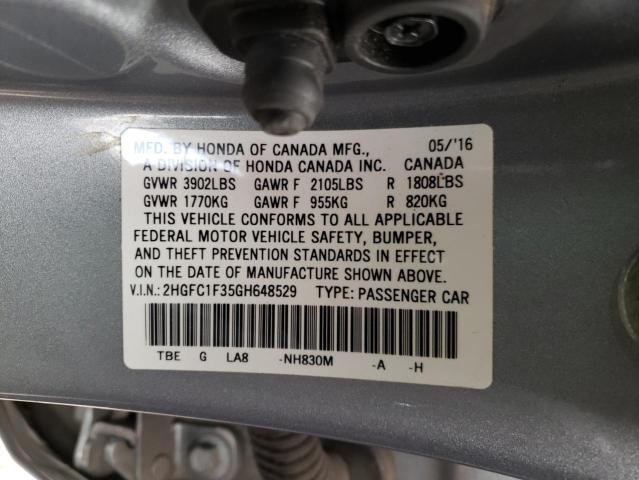 MFD. BY HONDA OF CANADA MFG., 05/'16
A DIVISION OF HONDA CANADA INC. CANADA
GVWR 3902LBS GAWR F 2105LBS R 1808LBS
GVWR 1770KG GAWR F 955KG R 820KG
THIS VEHICLE CONFORMS TO ALL APPLICABLE
FEDERAL MOTOR VEHICLE SAFETY, BUMPER,
AND THEFT PREVENTION STANDARDS IN EFFECT
ON THE DATE OF MANUFACTURE SHOWN ABOVE.
V.I.N.: 2HGFC1F35GH648529 TYPE: PASSENGER CAR
TBE G LA8 -NH830M -A -H